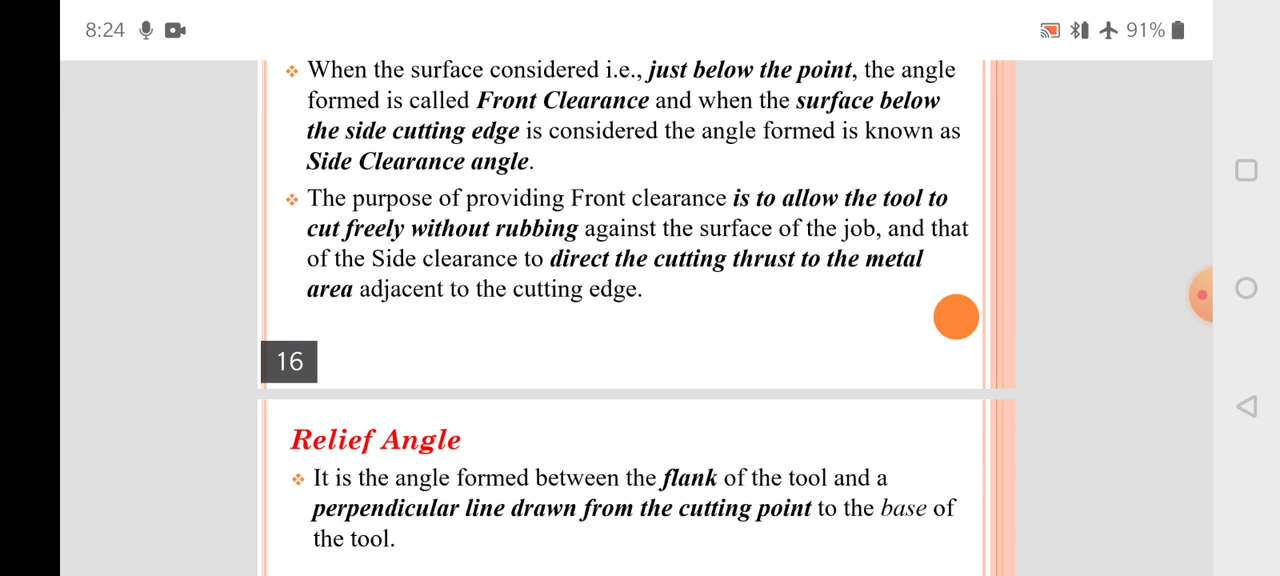 8:24
91%
❖ When the surface considered i.e., just below the point, the angle
formed is called Front Clearance and when the surface below
the side cutting edge is considered the angle formed is known as
Side Clearance angle.
❖ The purpose of providing Front clearance is to allow the tool to
cut freely without rubbing against the surface of the job, and that
of the Side clearance to direct the cutting thrust to the metal
area adjacent to the cutting edge.
16
Relief Angle
❖ It is the angle formed between the flank of the tool and a
perpendicular line drawn from the cutting point to the base of
the tool.